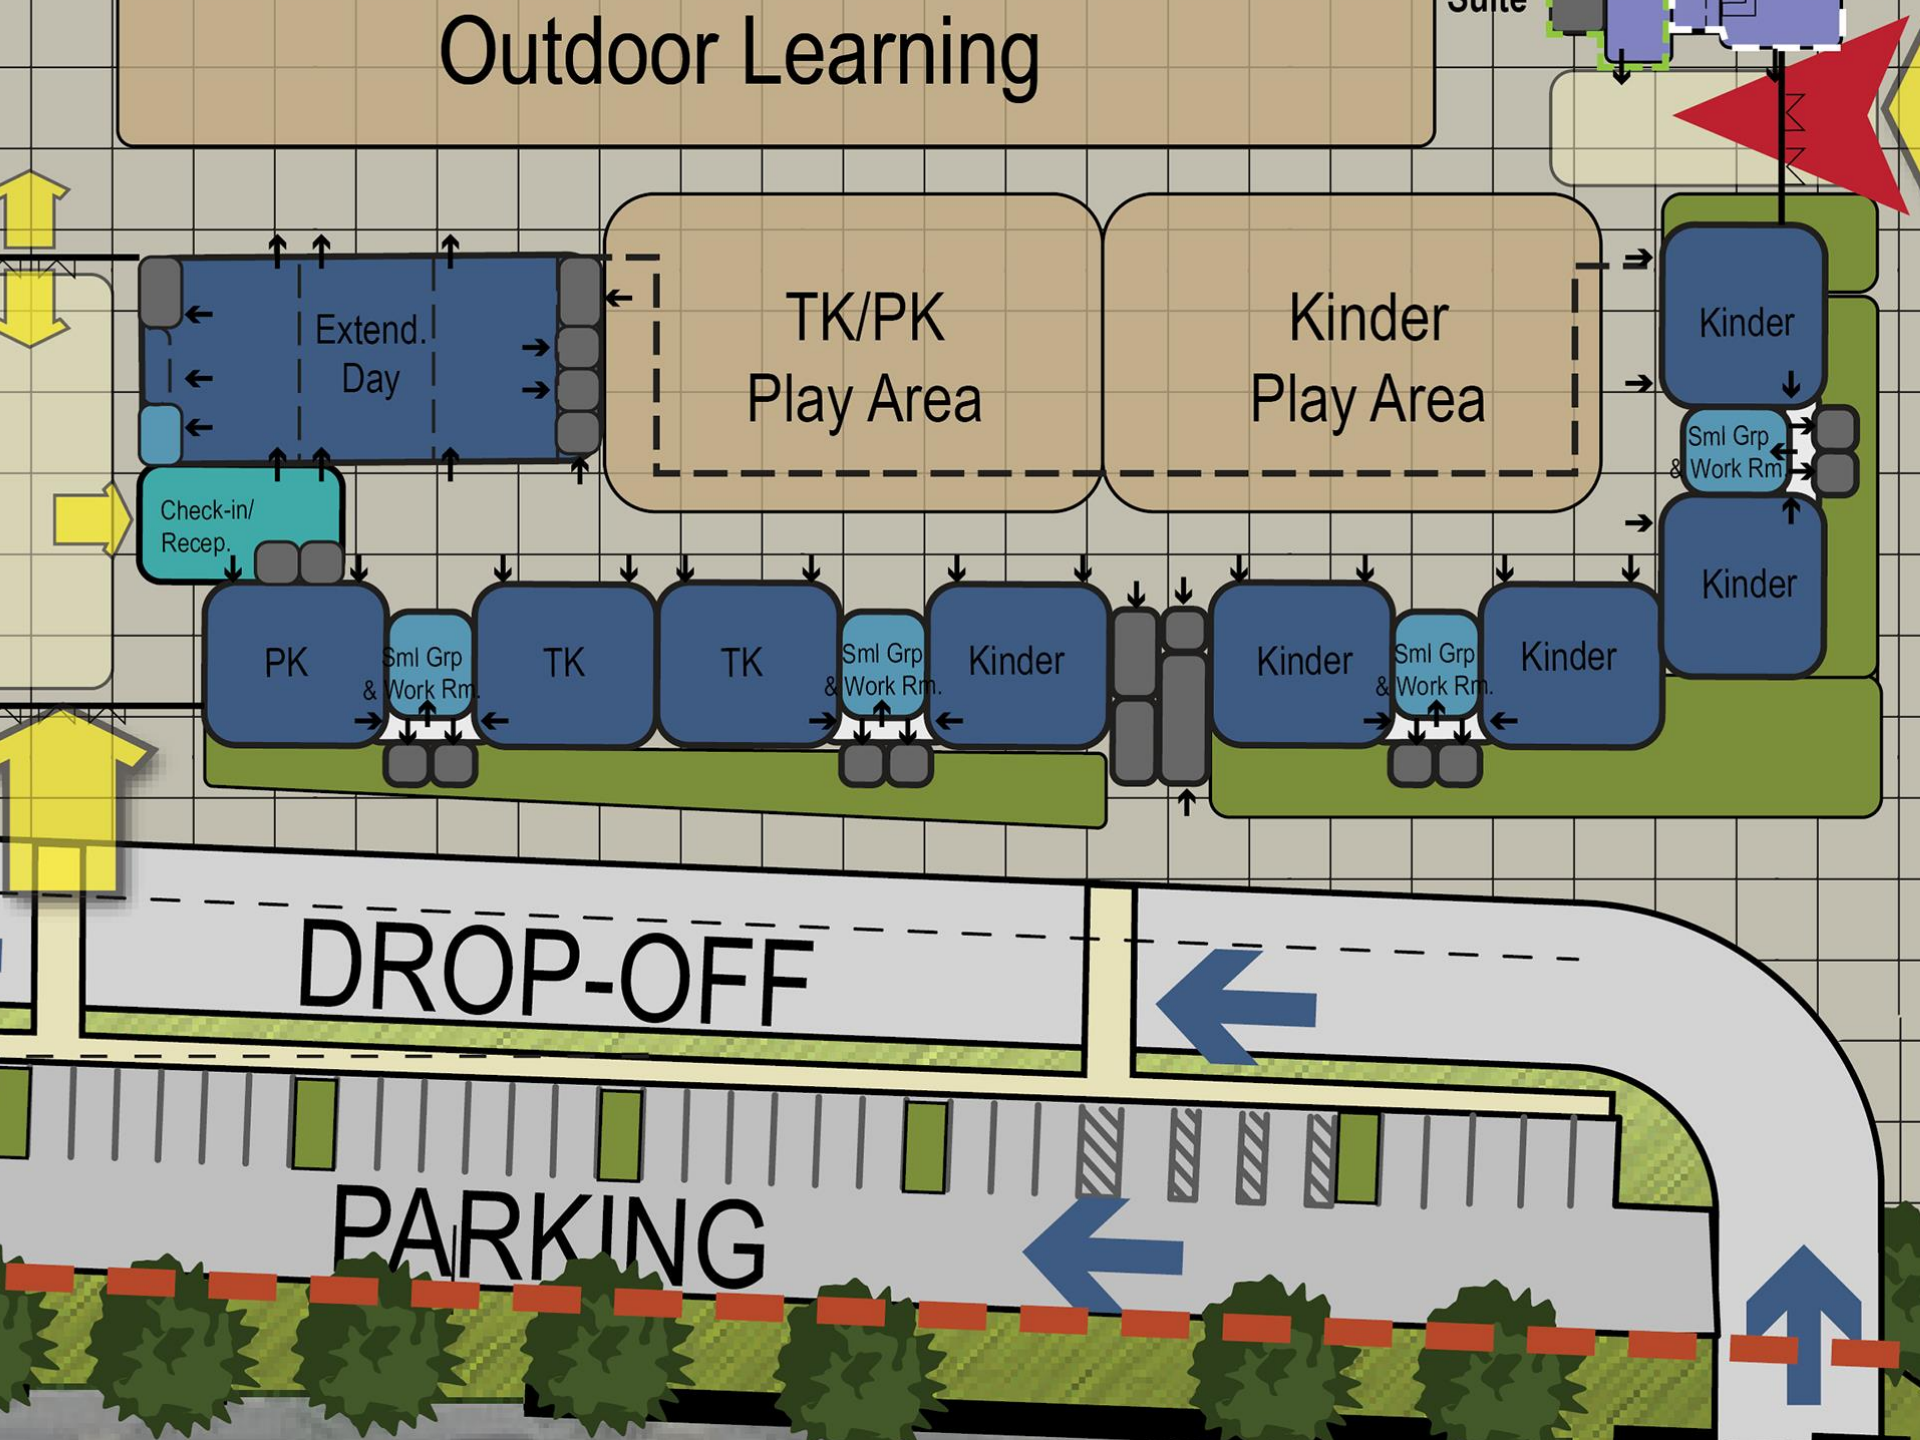 Outdoor Learning
Suite
Extend.
Day
TK/PK
Play Area
Kinder
Play Area
Kinder
Sml Grp
& Work Rm.
Kinder
Check-in/
Recep.
PK
Sml Grp
& Work Rm.
TK
TK
Sml Grp
& Work Rm.
Kinder
Kinder
Sml Grp
& Work Rm.
Kinder
DROP-OFF
PARKING